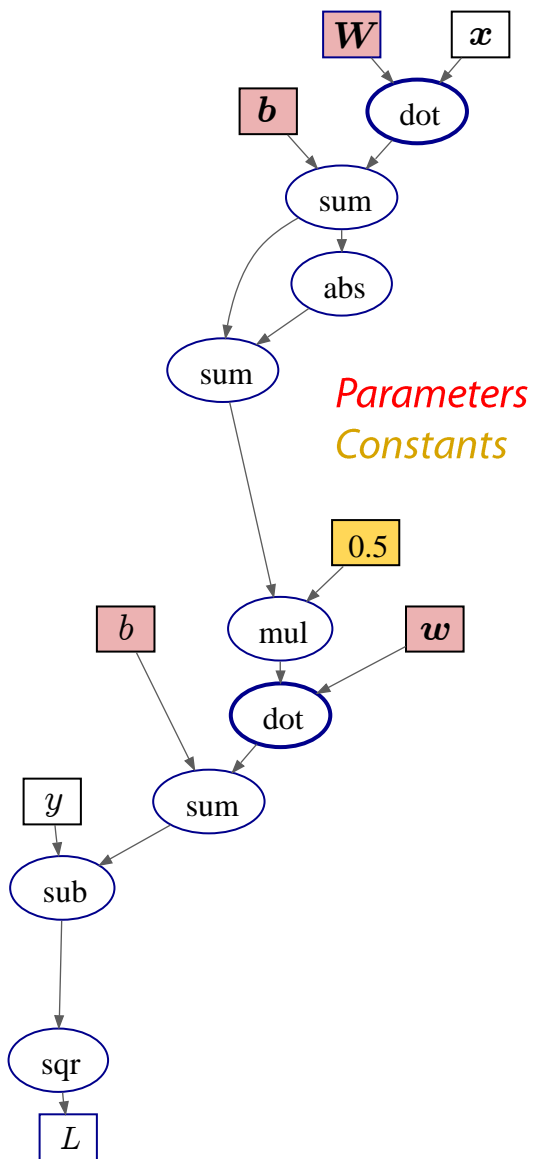 W x
dot
b
sum
abs
sum
Parameters
Constants
0.5
b mul w
dot
y sum
sub
sqr
L